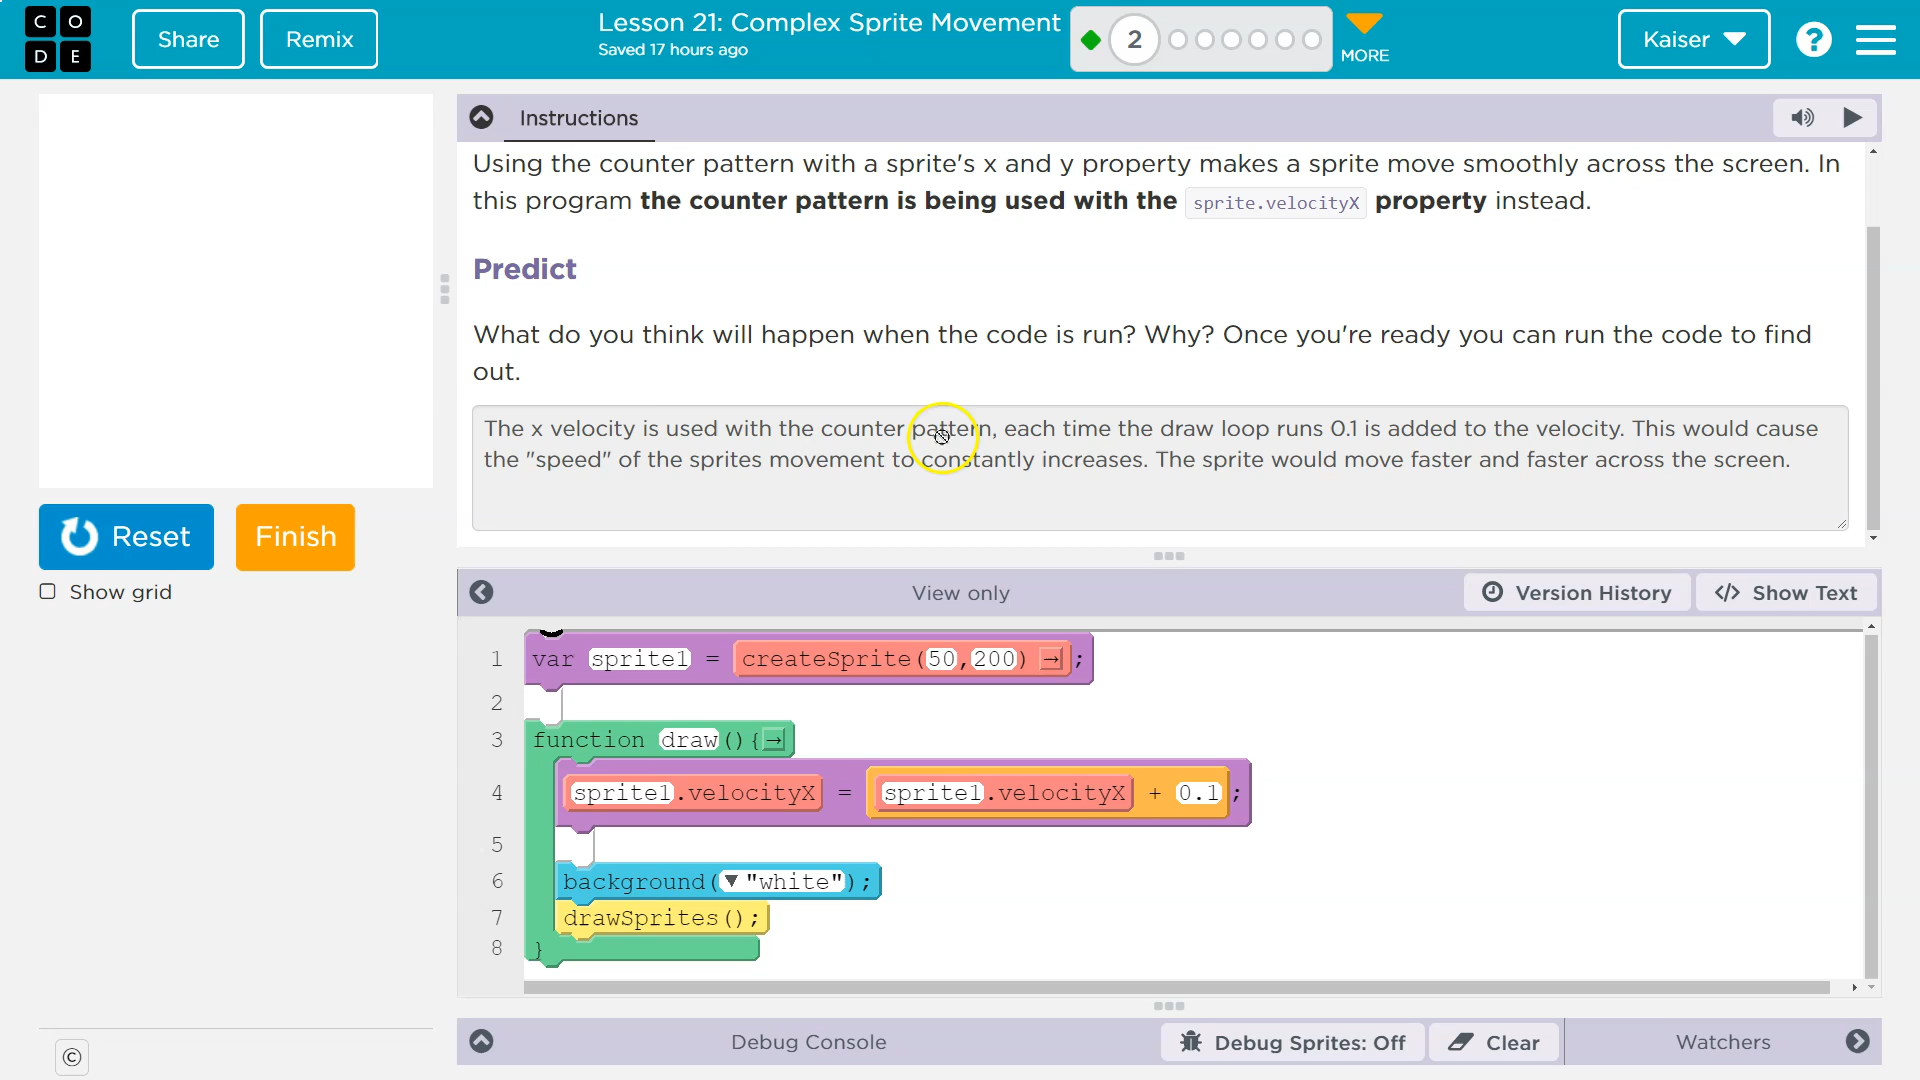 C O
D E
Share
Remix
Lesson 21: Complex Sprite Movement
Saved 17 hours ago
2
MORE
Kaiser
?
Instructions
Using the counter pattern with a sprite's x and y property makes a sprite move smoothly across the screen. In
this program the counter pattern is being used with the sprite.velocityX property instead.
Predict
What do you think will happen when the code is run? Why? Once you're ready you can run the code to find
out.
The x velocity is used with the counter pattern, each time the draw loop runs 0.1 is added to the velocity. This would cause
the "speed" of the sprites movement to constantly increases. The sprite would move faster and faster across the screen.
Reset
Finish
Show grid
View only
Version History
</> Show Text
1 var sprite1 = createSprite(50,200) → ;
2
3 function draw(){→
4 sprite1.velocityX = sprite1.velocityX + 0.1;
5
6 background(▼"white");
7 drawSprites();
8 }
Debug Console
Debug Sprites: Off
Clear
Watchers
©